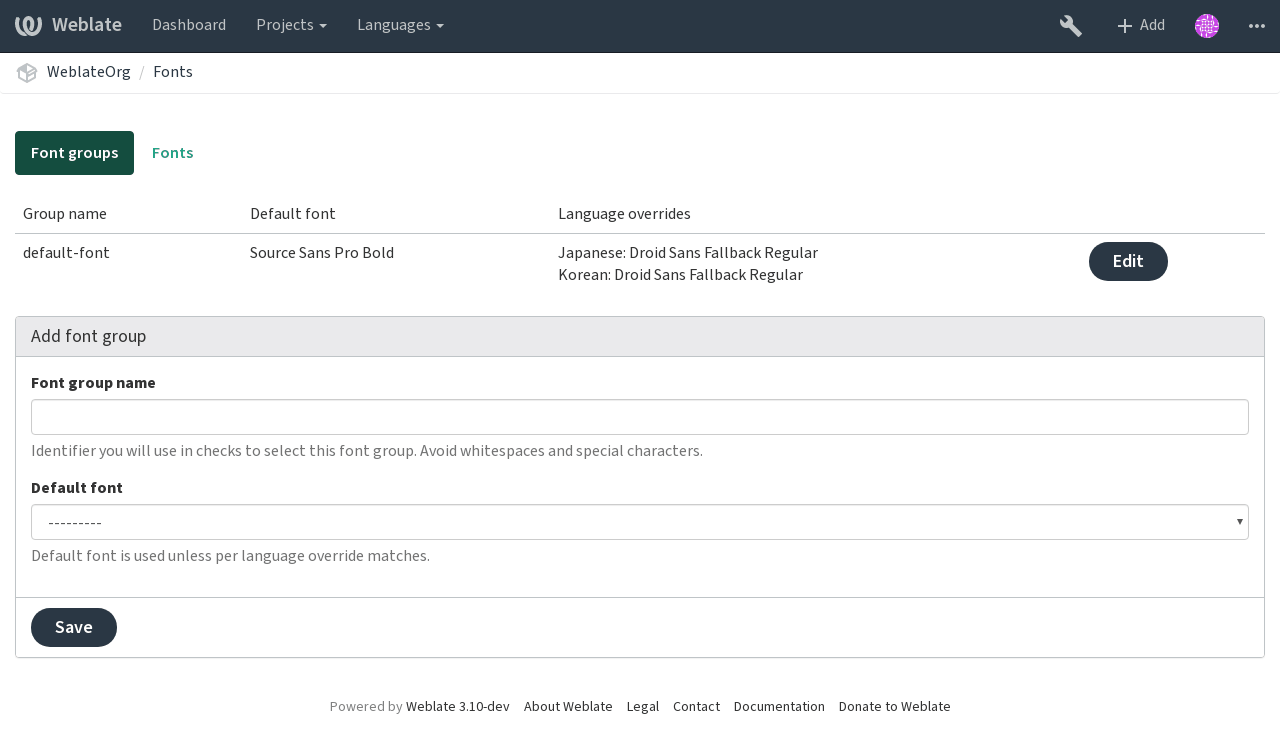 Weblate Dashboard Projects Languages Add
WeblateOrg / Fonts
Font groups Fonts
Group name Default font Language overrides
default-font Source Sans Pro Bold Japanese: Droid Sans Fallback Regular Edit
Korean: Droid Sans Fallback Regular
Add font group
Font group name
Identifier you will use in checks to select this font group. Avoid whitespaces and special characters.
Default font
---------
Default font is used unless per language override matches.
Save
Powered by Weblate 3.10-dev About Weblate Legal Contact Documentation Donate to Weblate